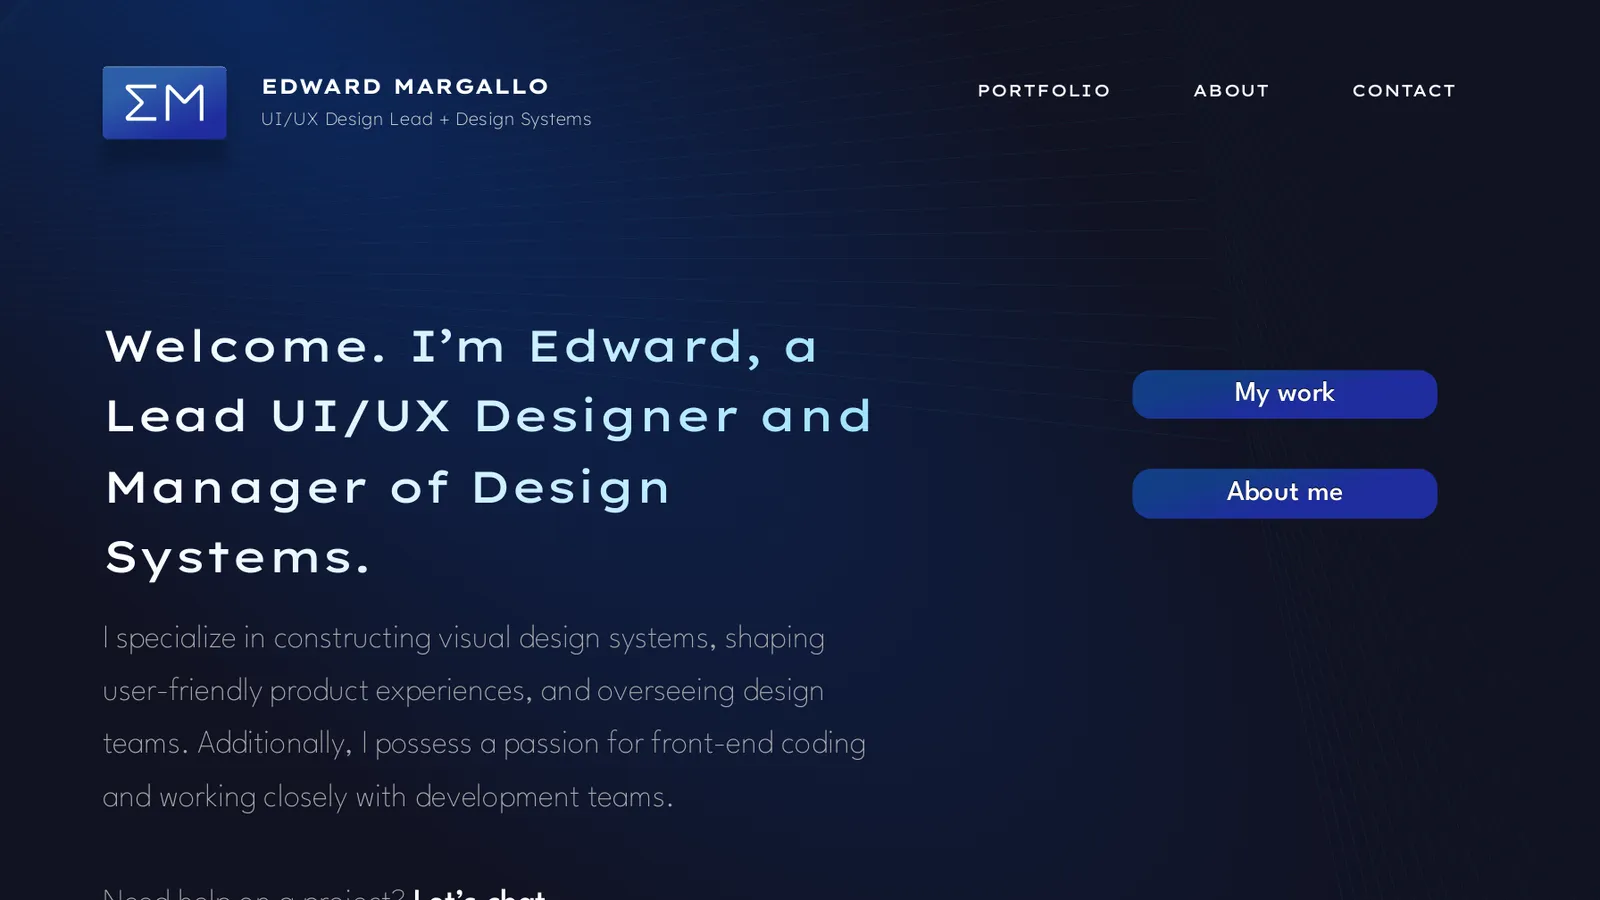 ΣM
EDWARD MARGALLO
UI/UX Design Lead + Design Systems
PORTFOLIO
ABOUT
CONTACT
Welcome. I’m Edward, a
Lead UI/UX Designer and
Manager of Design
Systems.
My work
About me
I specialize in constructing visual design systems, shaping
user-friendly product experiences, and overseeing design
teams. Additionally, I possess a passion for front-end coding
and working closely with development teams.
Need help on a project? Let’s chat